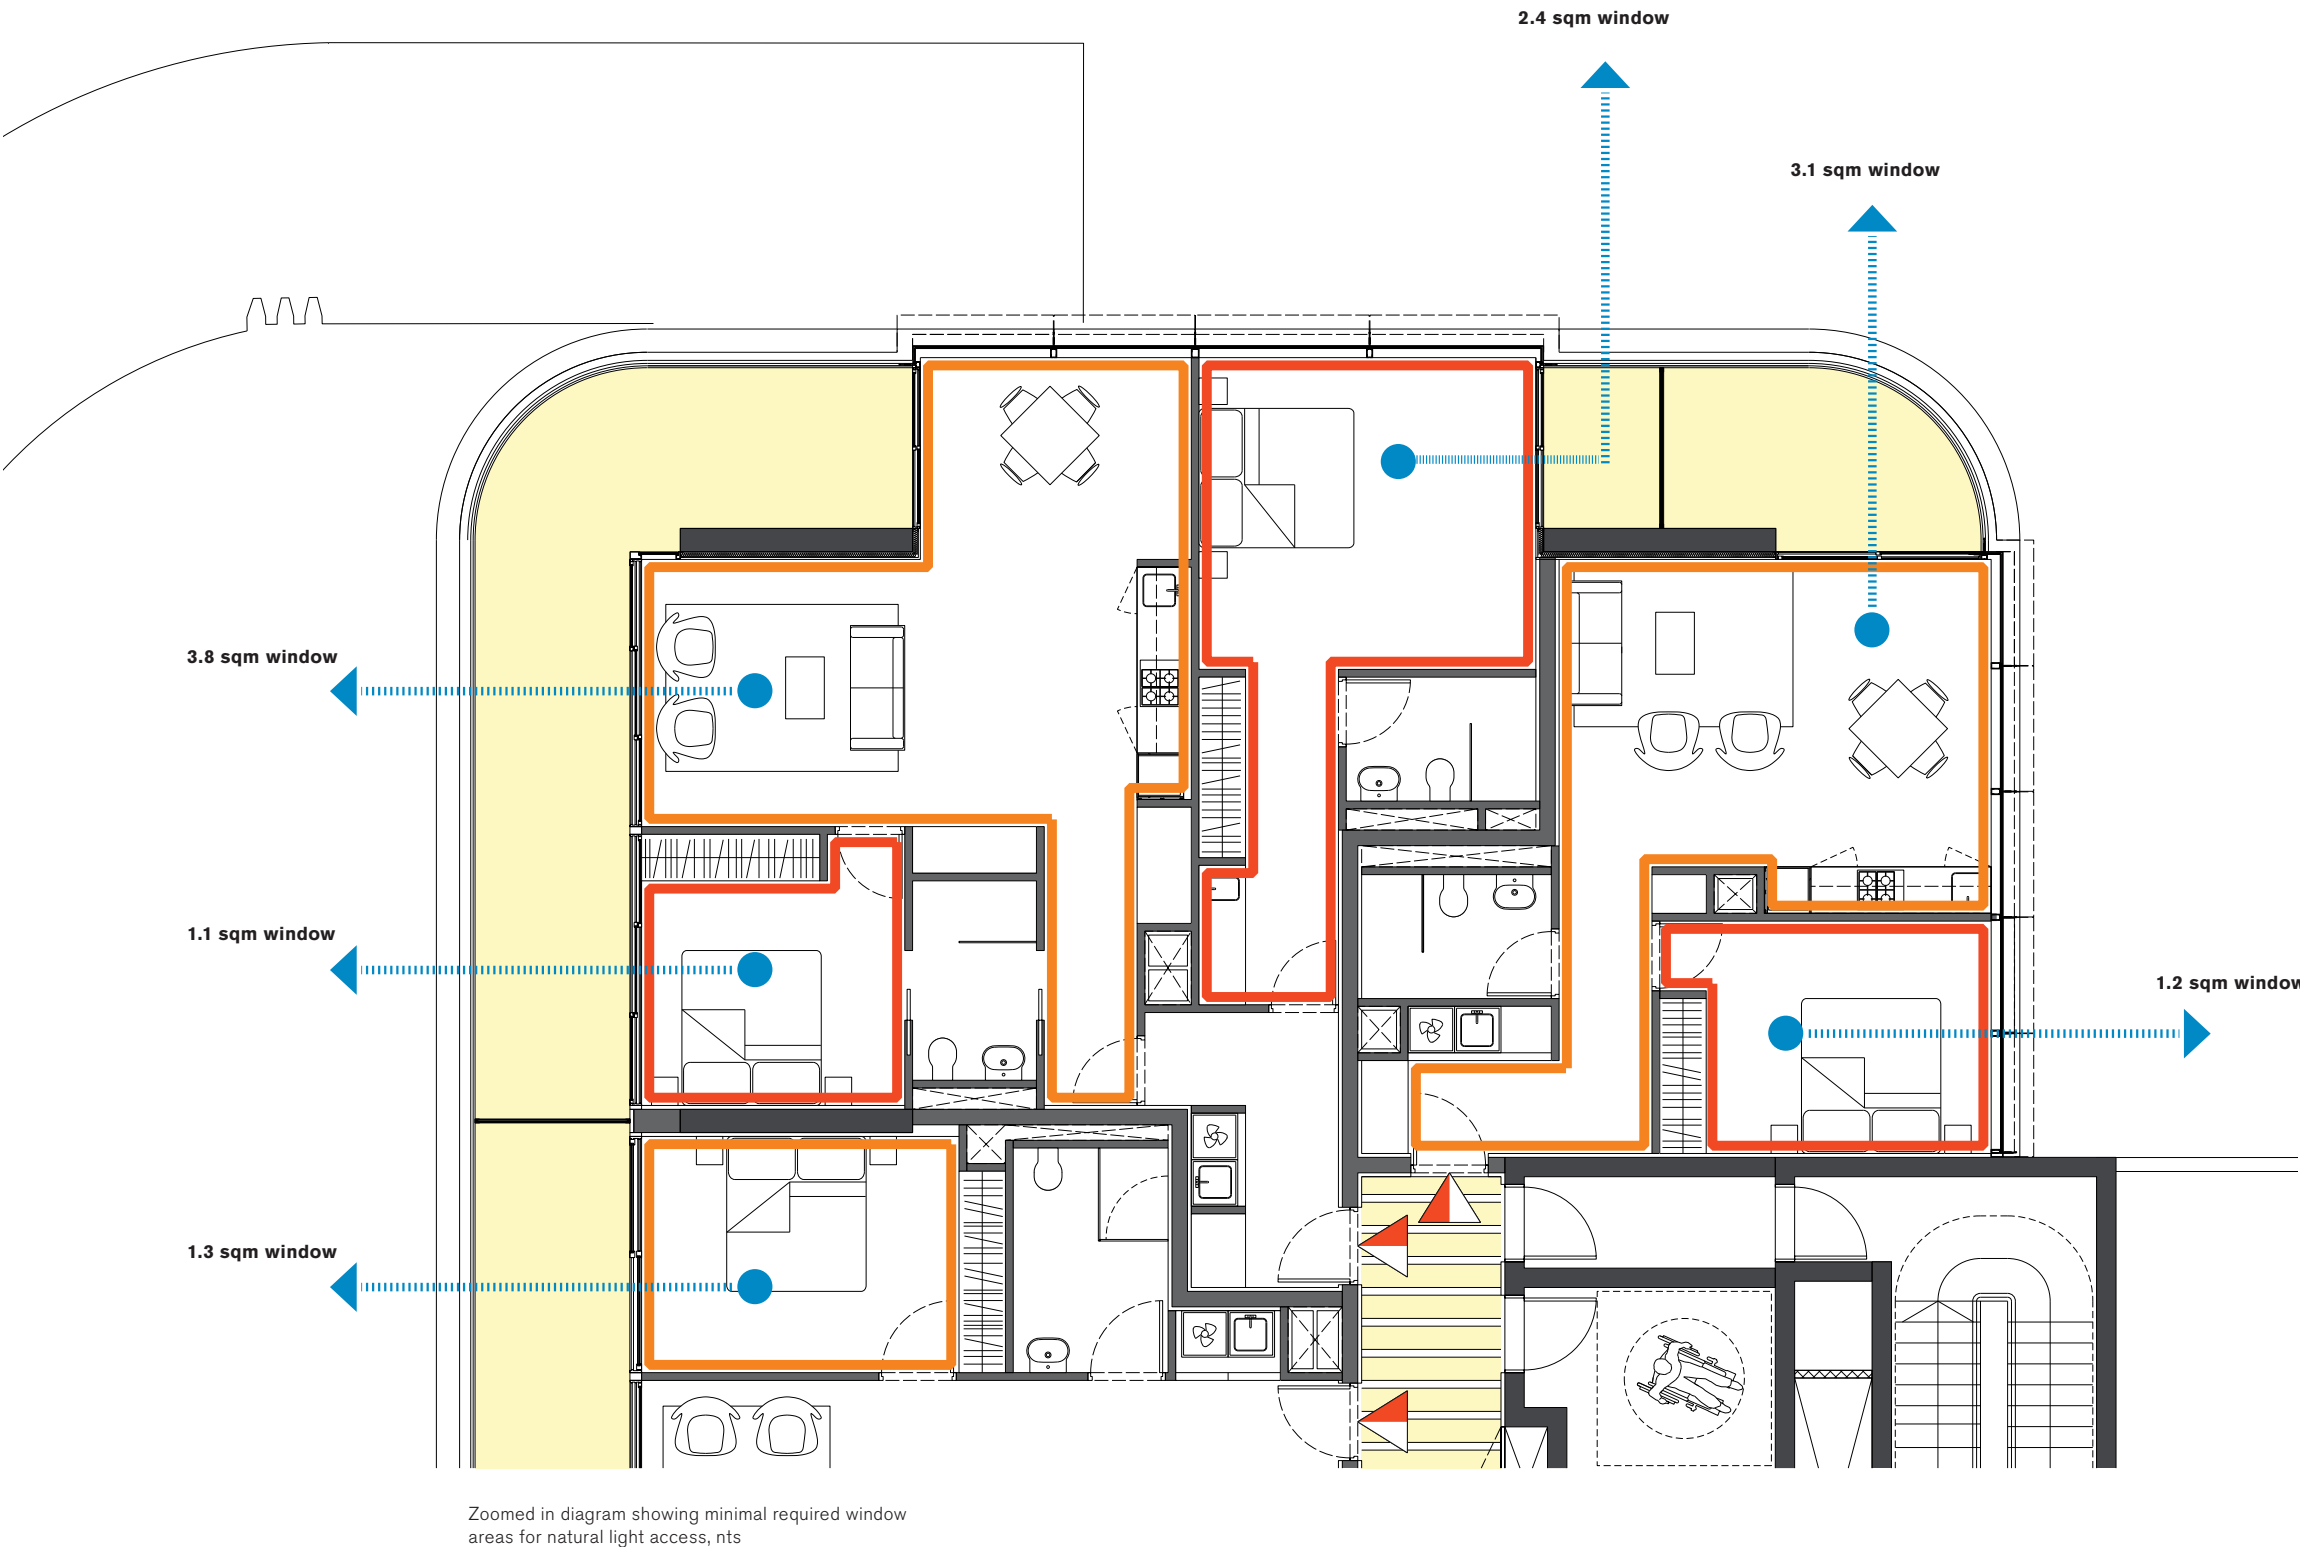 2.4 sqm window
3.1 sqm window
3.8 sqm window
1.1 sqm window
1.2 sqm window
1.3 sqm window
Zoomed in diagram showing minimal required window
areas for natural light access, nts